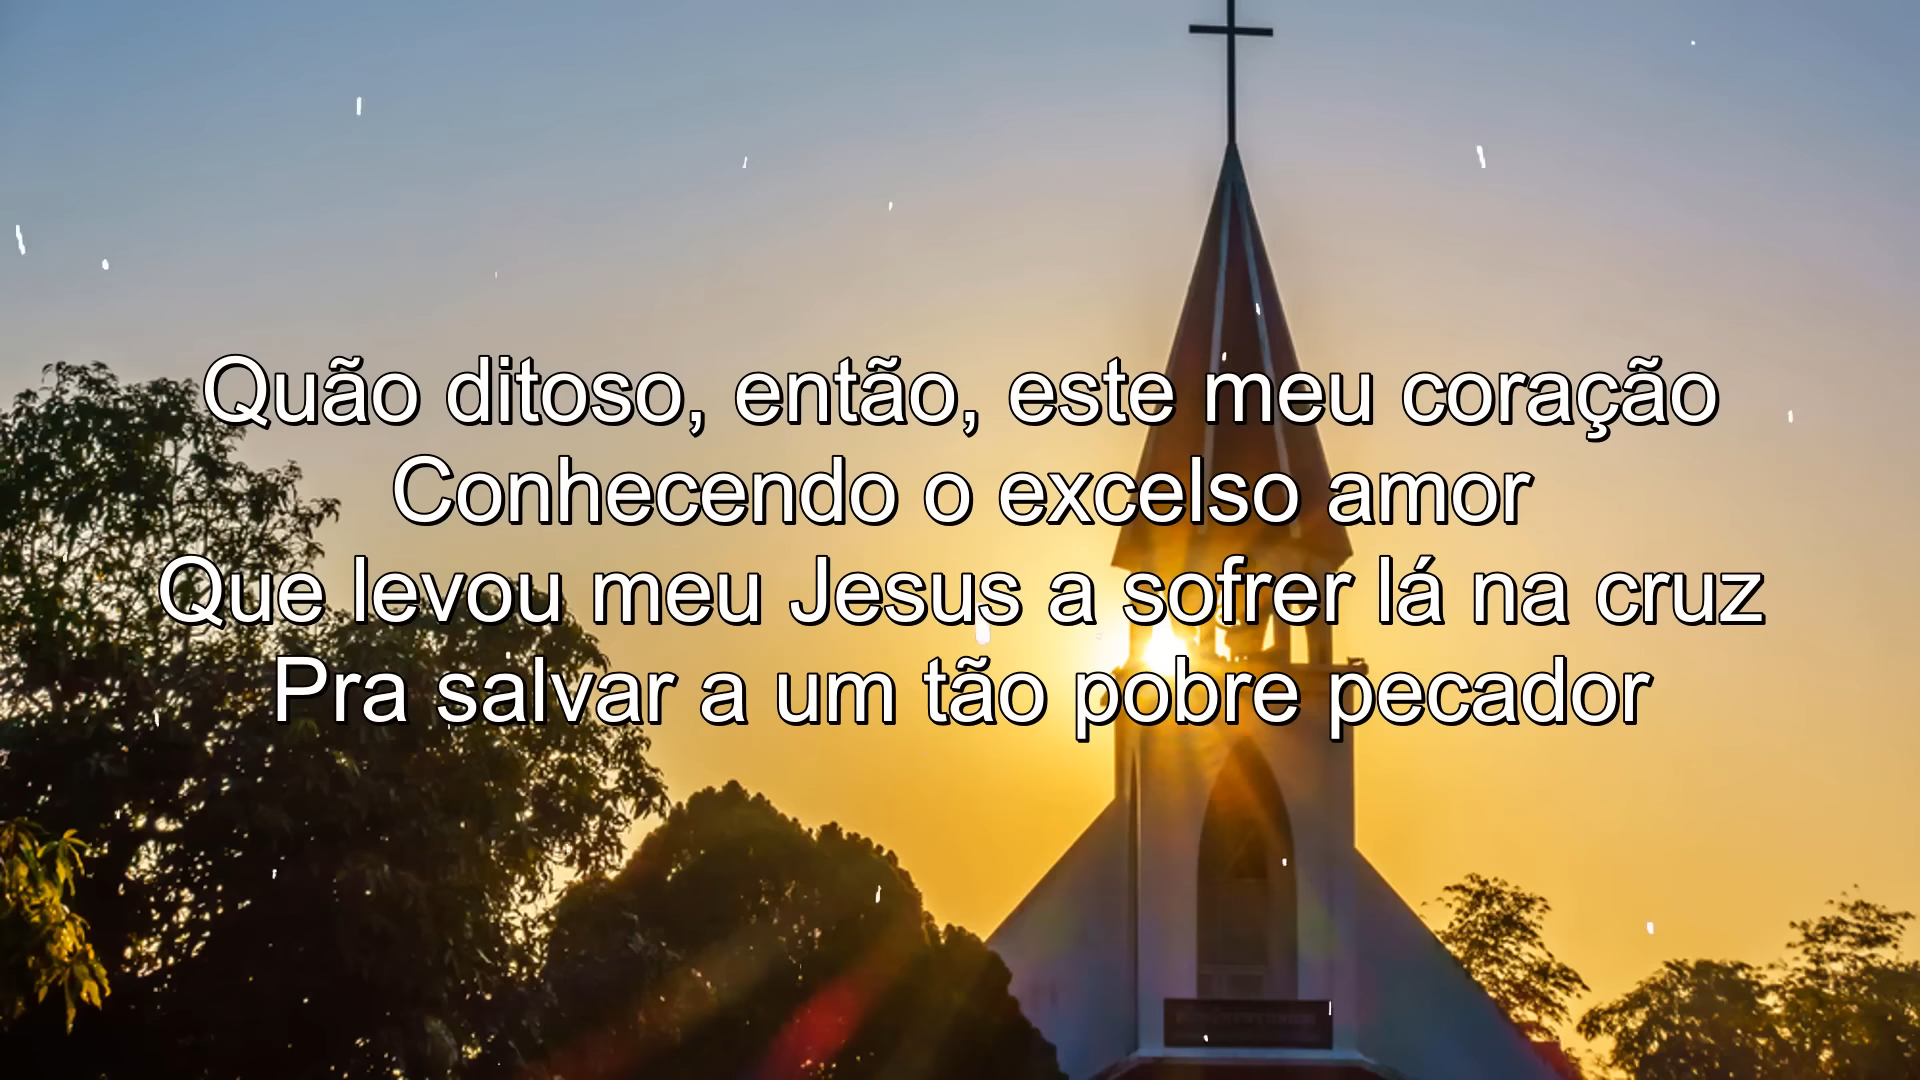 Quão ditoso, então, este meu coração
Conhecendo o excelso amor
Que levou meu Jesus a sofrer lá na cruz
Pra salvar a um tão pobre pecador